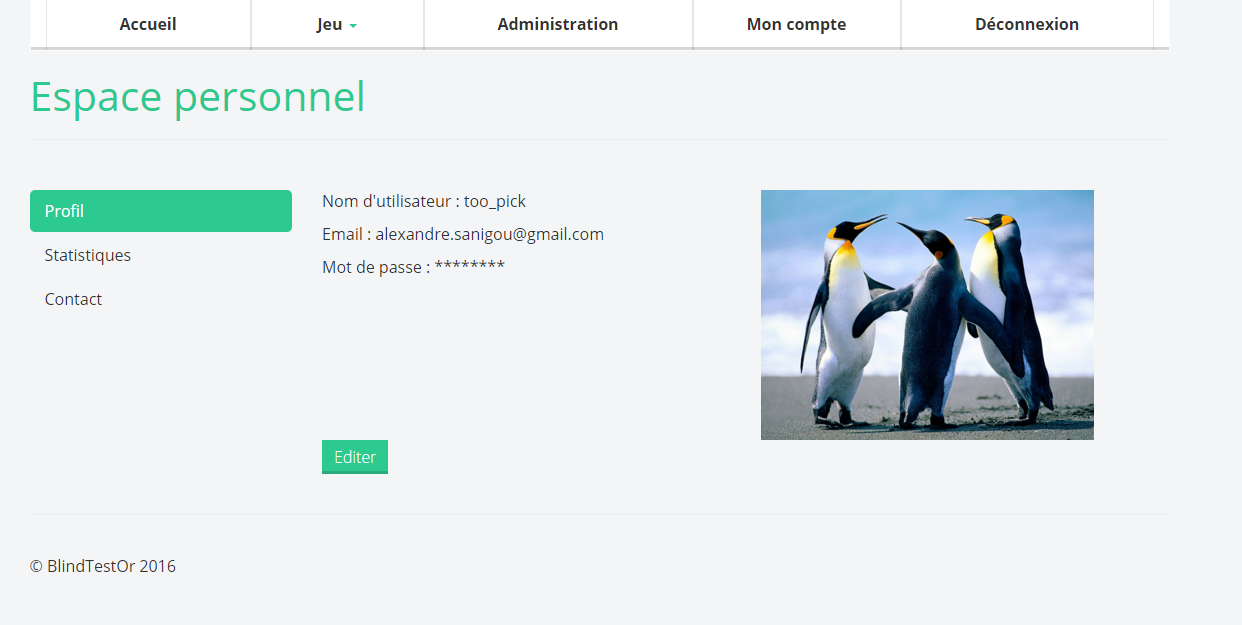 Accueil Jeu Administration Mon compte Déconnexion
Espace personnel
Profil
Statistiques
Contact
Nom d'utilisateur : too_pick
Email : alexandre.sanigou@gmail.com
Mot de passe : ********
Editer
© BlindTestOr 2016